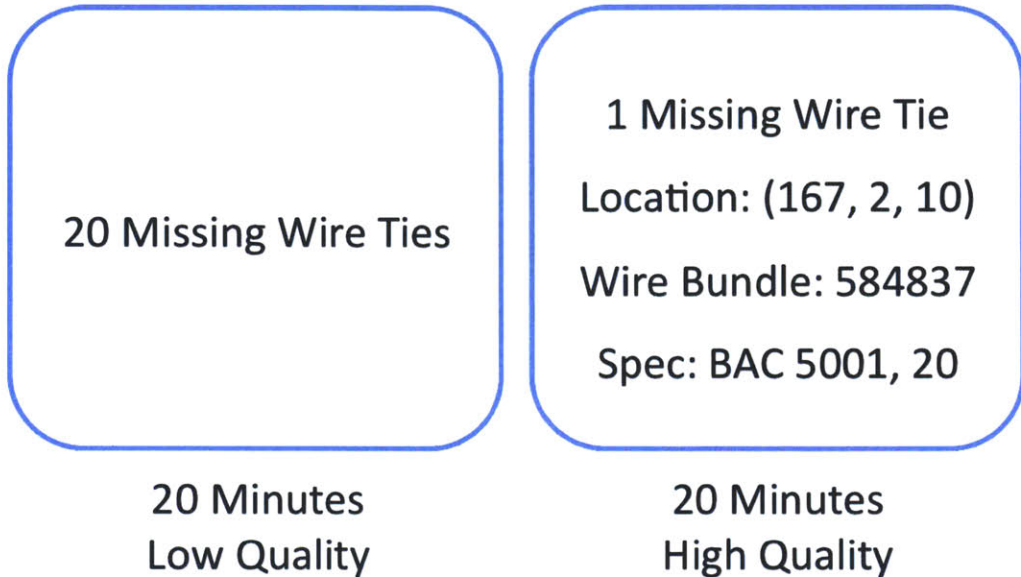 20 Missing Wire Ties
20 Minutes
Low Quality
1 Missing Wire Tie
Location: (167, 2, 10)
Wire Bundle: 584837
Spec: BAC 5001, 20
20 Minutes
High Quality